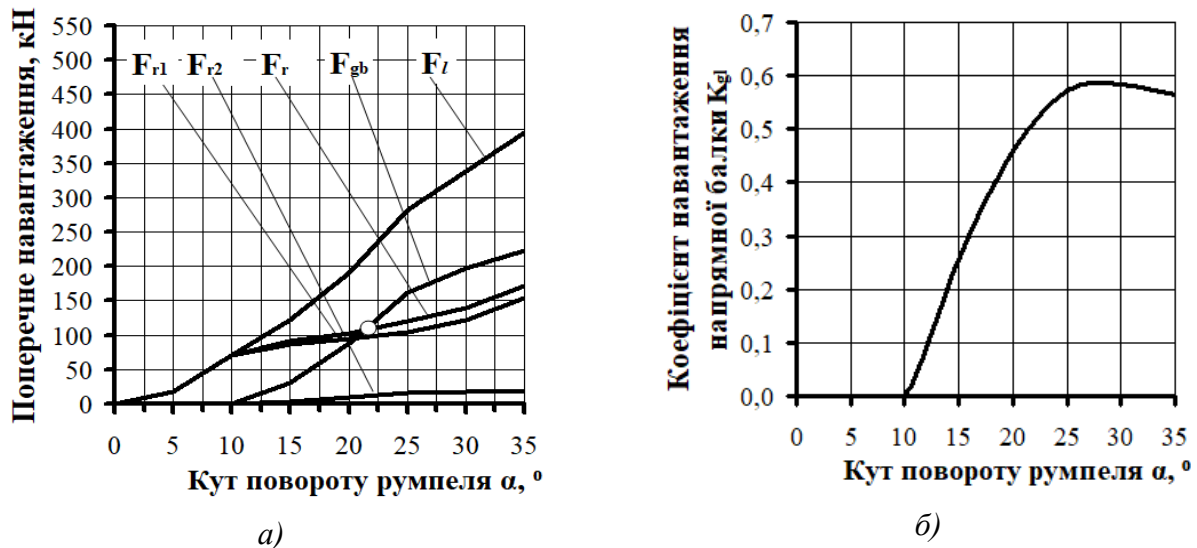 Поперечне навантаження, кН
550
500
450
400
350
300
250
200
150
100
50
0
Fr1
Fr2
Fr
Fgb
Fl
0 5 10 15 20 25 30 35
Кут повороту румпеля α, °
а)
Коефіцієнт навантаження
напрямної балки Kgl
0,7
0,6
0,5
0,4
0,3
0,2
0,1
0,0
0 5 10 15 20 25 30 35
Кут повороту румпеля α, °
б)